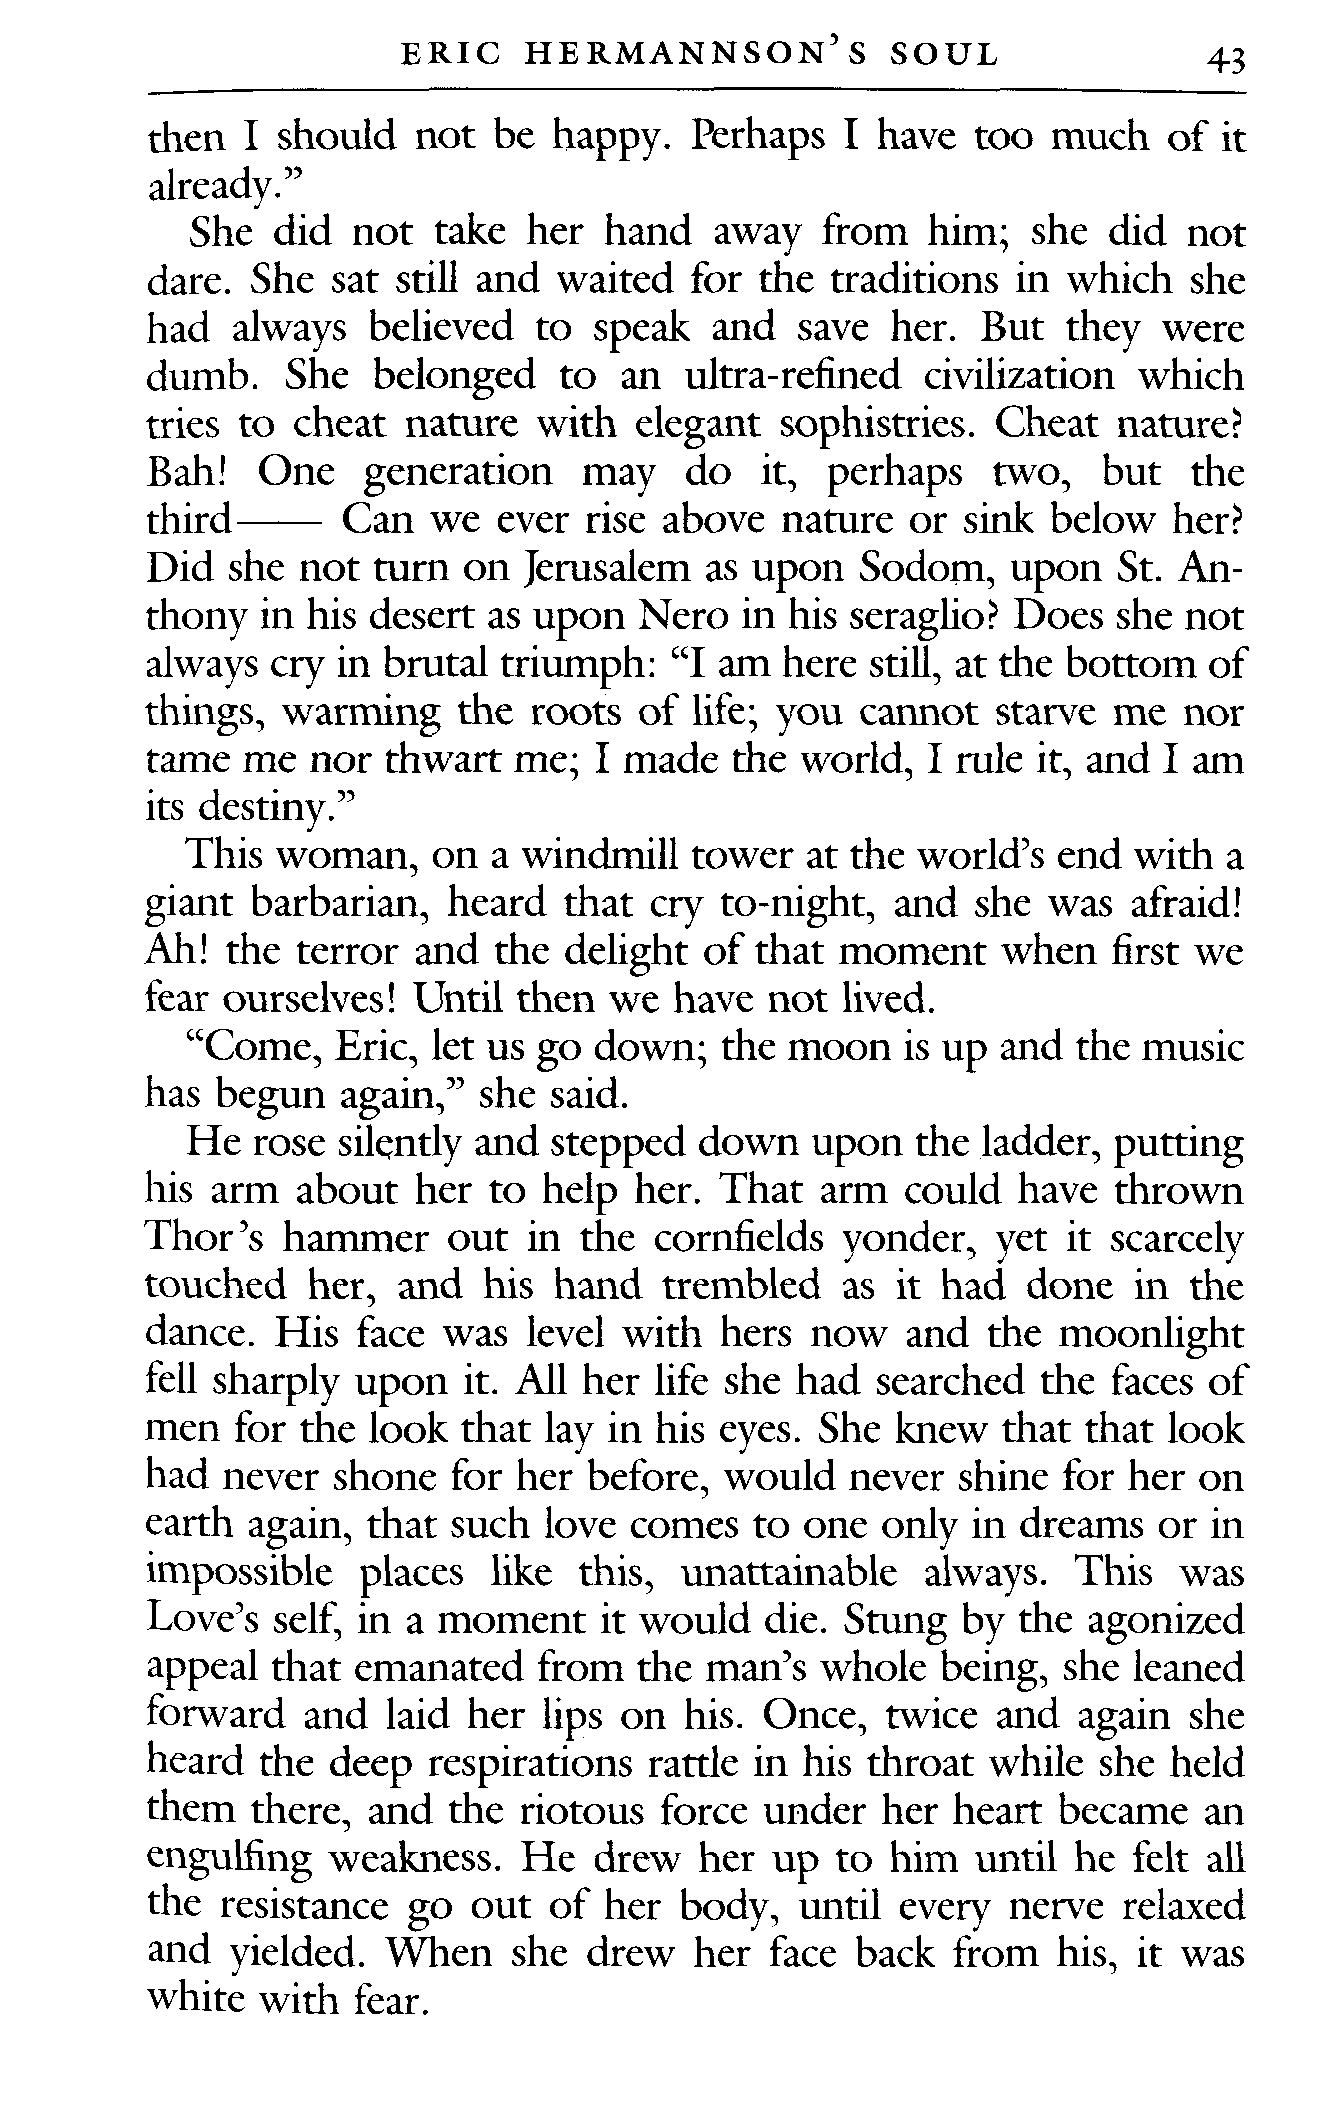 ERIC HERMANNSON'S SOUL 43
then I should not be happy. Perhaps I have too much of it
already.”
She did not take her hand away from him; she did not
dare. She sat still and waited for the traditions in which she
had always believed to speak and save her. But they were
dumb. She belonged to an ultra-refined civilization which
tries to cheat nature with elegant sophistries. Cheat nature?
Bah! One generation may do it, perhaps two, but the
third—— Can we ever rise above nature or sink below her?
Did she not turn on Jerusalem as upon Sodom, upon St. An-
thony in his desert as upon Nero in his seraglio? Does she not
always cry in brutal triumph: “I am here still, at the bottom of
things, warming the roots of life; you cannot starve me nor
tame me nor thwart me; I made the world, I rule it, and I am
its destiny.”
This woman, on a windmill tower at the world’s end with a
giant barbarian, heard that cry to-night, and she was afraid!
Ah! the terror and the delight of that moment when first we
fear ourselves! Until then we have not lived.
“Come, Eric, let us go down; the moon is up and the music
has begun again,” she said.
He rose silently and stepped down upon the ladder, putting
his arm about her to help her. That arm could have thrown
Thor’s hammer out in the cornfields yonder, yet it scarcely
touched her, and his hand trembled as it had done in the
dance. His face was level with hers now and the moonlight
fell sharply upon it. All her life she had searched the faces of
men for the look that lay in his eyes. She knew that that look
had never shone for her before, would never shine for her on
earth again, that such love comes to one only in dreams or in
impossible places like this, unattainable always. This was
Love’s self, in a moment it would die. Stung by the agonized
appeal that emanated from the man’s whole being, she leaned
forward and laid her lips on his. Once, twice and again she
heard the deep respirations rattle in his throat while she held
them there, and the riotous force under her heart became an
engulfing weakness. He drew her up to him until he felt all
the resistance go out of her body, until every nerve relaxed
and yielded. When she drew her face back from his, it was
white with fear.